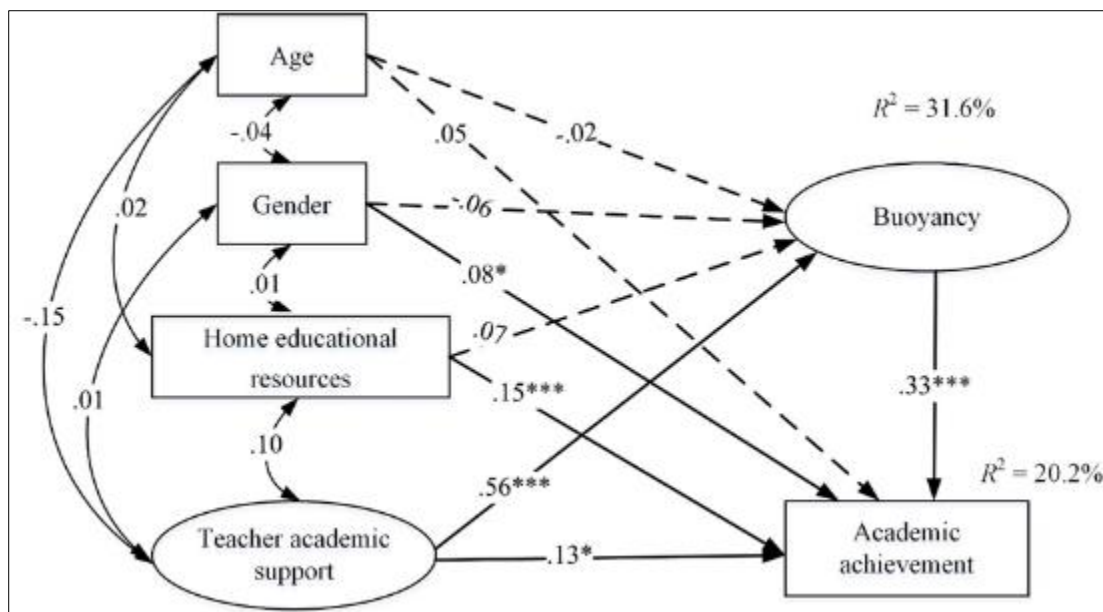 Age
R² = 31.6%
-.04
.05
-.02
Gender
-.06
Buoyancy
.02
.01
.08*
-.15
Home educational
resources
.07
.15***
.33***
.01
.10
.56***
R² = 20.2%
Teacher academic
support
.13*
Academic
achievement